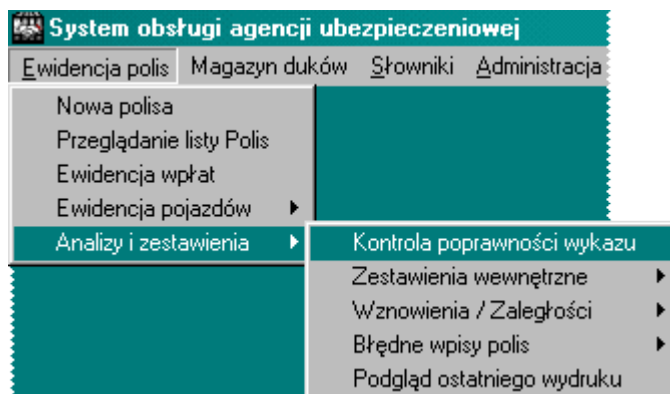 System obsługi agencji ubezpieczeniowej
Ewidencja polis Magazyn duków Słowniki Administracja
Nowa polisa
Przeglądanie listy Polis
Ewidencja wpłat
Ewidencja pojazdów
Analizy i zestawienia
Kontrola poprawności wykazu
Zestawienia wewnętrzne
Wznowienia / Zaległości
Błędne wpisy polis
Podgląd ostatniego wydruku